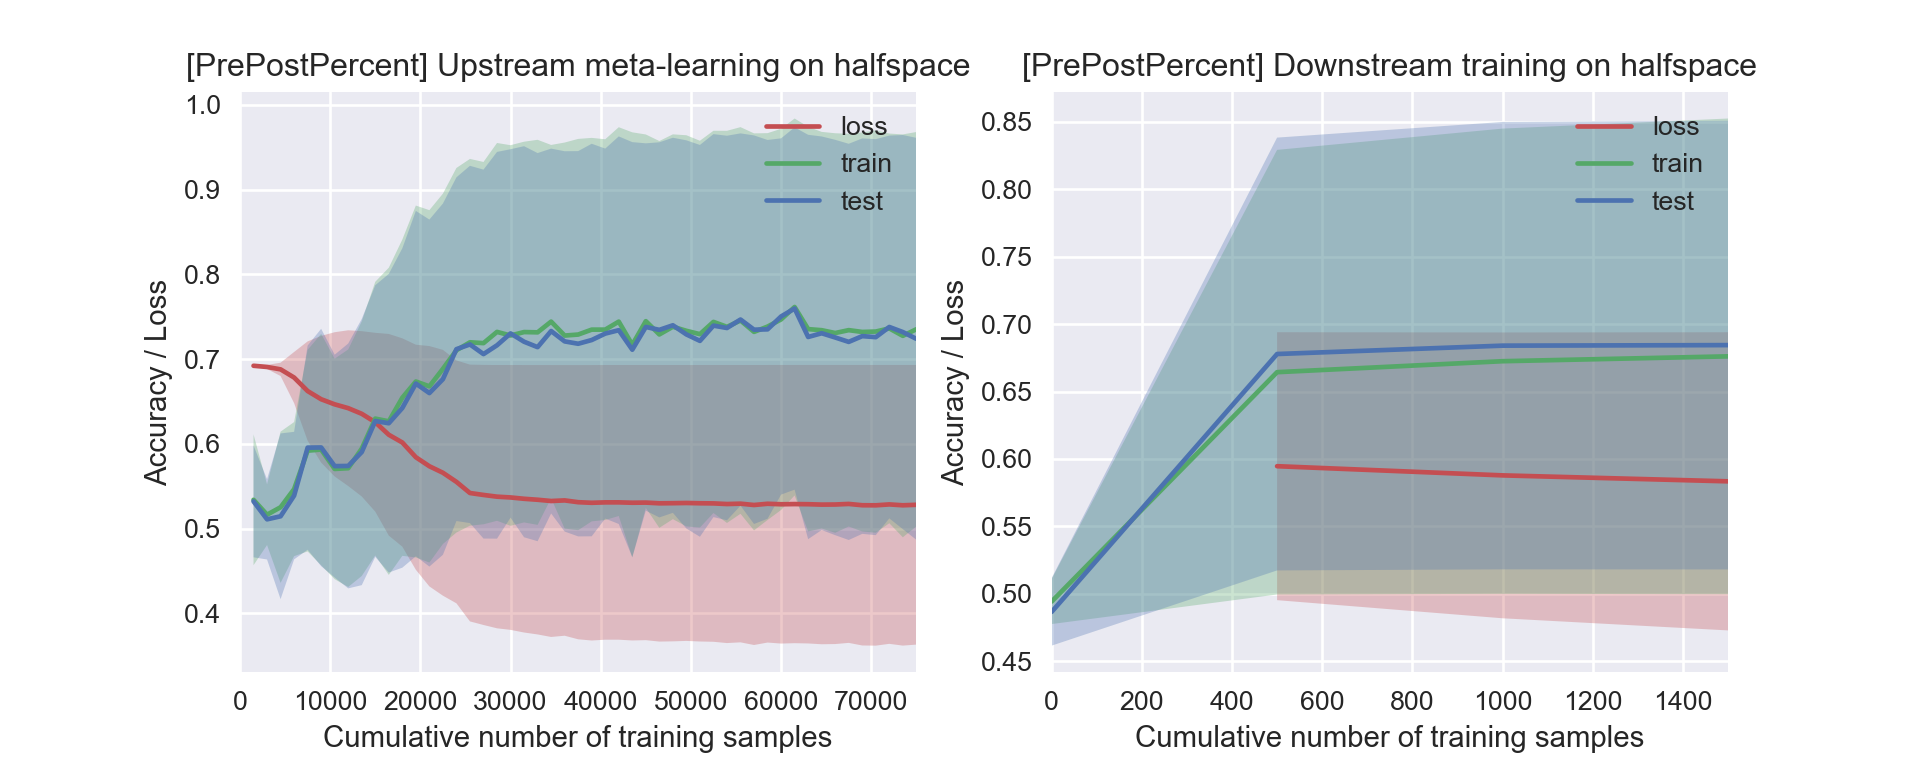 [PrePostPercent] Upstream meta-learning on halfspace
1.0
0.9
0.8
0.7
0.6
0.5
0.4
Accuracy / Loss
loss
train
test
0 10000 20000 30000 40000 50000 60000 70000
Cumulative number of training samples
[PrePostPercent] Downstream training on halfspace
0.85
0.80
0.75
0.70
0.65
0.60
0.55
0.50
0.45
Accuracy / Loss
loss
train
test
0 200 400 600 800 1000 1200 1400
Cumulative number of training samples